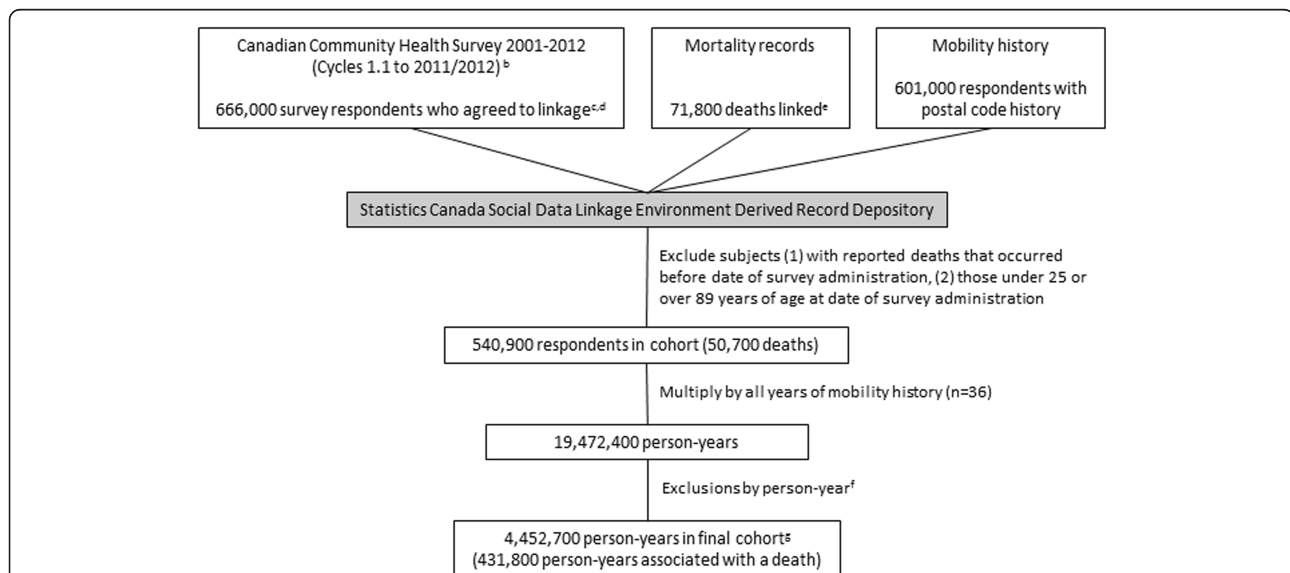 Canadian Community Health Survey 2001-2012
(Cycles 1.1 to 2011/2012) b
666,000 survey respondents who agreed to linkagec,d
Mortality records
71,800 deaths linkede
Mobility history
601,000 respondents with
postal code history
Statistics Canada Social Data Linkage Environment Derived Record Depository
Exclude subjects (1) with reported deaths that occurred
before date of survey administration, (2) those under 25 or
over 89 years of age at date of survey administration
540,900 respondents in cohort (50,700 deaths)
Multiply by all years of mobility history (n=36)
19,472,400 person-years
Exclusions by person-yearf
4,452,700 person-years in final cohortg
(431,800 person-years associated with a death)